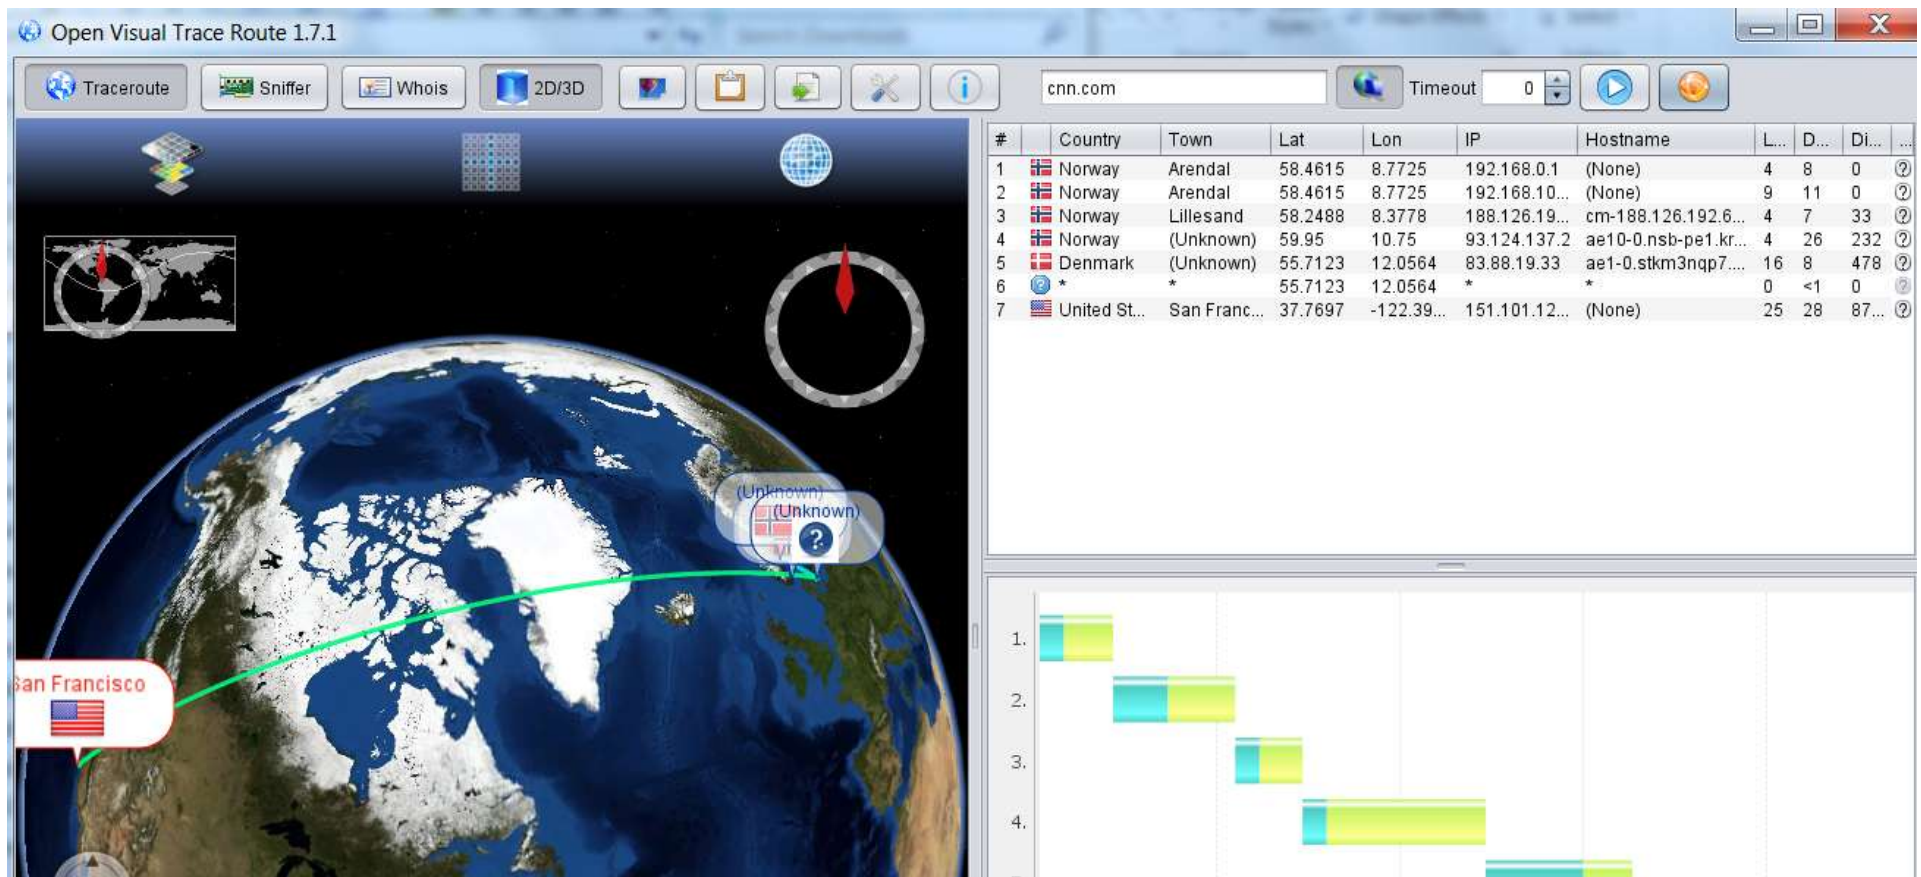 Open Visual Trace Route 1.7.1
Traceroute Sniffer Whois 2D/3D cnn.com Timeout 0
# Country Town Lat Lon IP Hostname L... D... Di... ...
1 Norway Arendal 58.4615 8.7725 192.168.0.1 (None) 4 8 0
2 Norway Arendal 58.4615 8.7725 192.168.10... (None) 9 11 0
3 Norway Lillesand 58.2488 8.3778 188.126.19... cm-188.126.192.6... 4 7 33
4 Norway (Unknown) 59.95 10.75 93.124.137.2 ae10-0.nsb-pe1.kr... 4 26 232
5 Denmark (Unknown) 55.7123 12.0564 83.88.19.33 ae1-0.stkm3nqp7.... 16 8 478
6 * * 55.7123 12.0564 * * 0 <1 0
7 United St... San Franc... 37.7697 -122.39... 151.101.12... (None) 25 28 87...
(Unknown)
(Unknown)
San Francisco
1.
2.
3.
4.